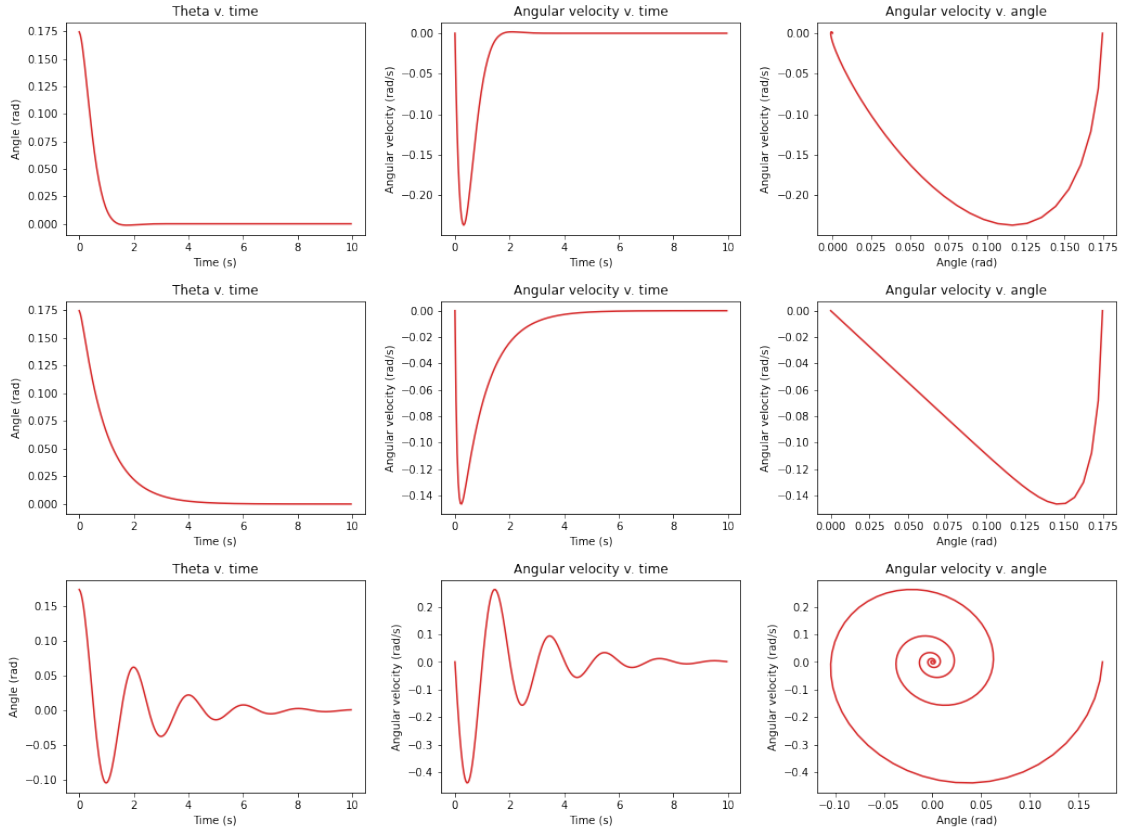 Theta v. time
Angular velocity v. time
Angular velocity v. angle
0.175
0.150
0.125
0.100
0.075
0.050
0.025
0.000
Angle (rad)
0 2 4 6 8 10
Time (s)
0.00
−0.05
−0.10
−0.15
−0.20
Angular velocity (rad/s)
0 2 4 6 8 10
Time (s)
0.00
−0.05
−0.10
−0.15
−0.20
Angular velocity (rad/s)
0.000 0.025 0.050 0.075 0.100 0.125 0.150 0.175
Angle (rad)
Theta v. time
Angular velocity v. time
Angular velocity v. angle
0.175
0.150
0.125
0.100
0.075
0.050
0.025
0.000
Angle (rad)
0 2 4 6 8 10
Time (s)
0.00
−0.02
−0.04
−0.06
−0.08
−0.10
−0.12
−0.14
Angular velocity (rad/s)
0 2 4 6 8 10
Time (s)
0.00
−0.02
−0.04
−0.06
−0.08
−0.10
−0.12
−0.14
Angular velocity (rad/s)
0.000 0.025 0.050 0.075 0.100 0.125 0.150 0.175
Angle (rad)
Theta v. time
Angular velocity v. time
Angular velocity v. angle
0.15
0.10
0.05
0.00
−0.05
−0.10
Angle (rad)
0 2 4 6 8 10
Time (s)
0.2
0.1
0.0
−0.1
−0.2
−0.3
−0.4
Angular velocity (rad/s)
0 2 4 6 8 10
Time (s)
0.2
0.1
0.0
−0.1
−0.2
−0.3
−0.4
Angular velocity (rad/s)
−0.10 −0.05 0.00 0.05 0.10 0.15
Angle (rad)